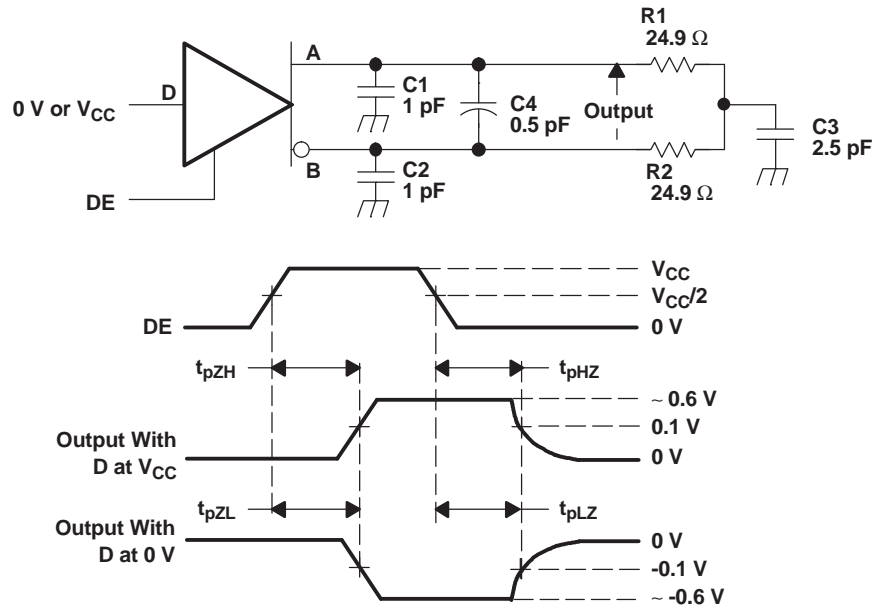 R1
24.9 Ω
A
D
C1
1 pF
C4
0.5 pF
Output
0 V or VCC
C3
2.5 pF
B
C2
1 pF
R2
24.9 Ω
DE
VCC
VCC/2
DE
0 V
tpZH
tpHZ
~ 0.6 V
0.1 V
Output With
D at VCC
0 V
tpZL
tpLZ
Output With
D at 0 V
0 V
-0.1 V
~ -0.6 V